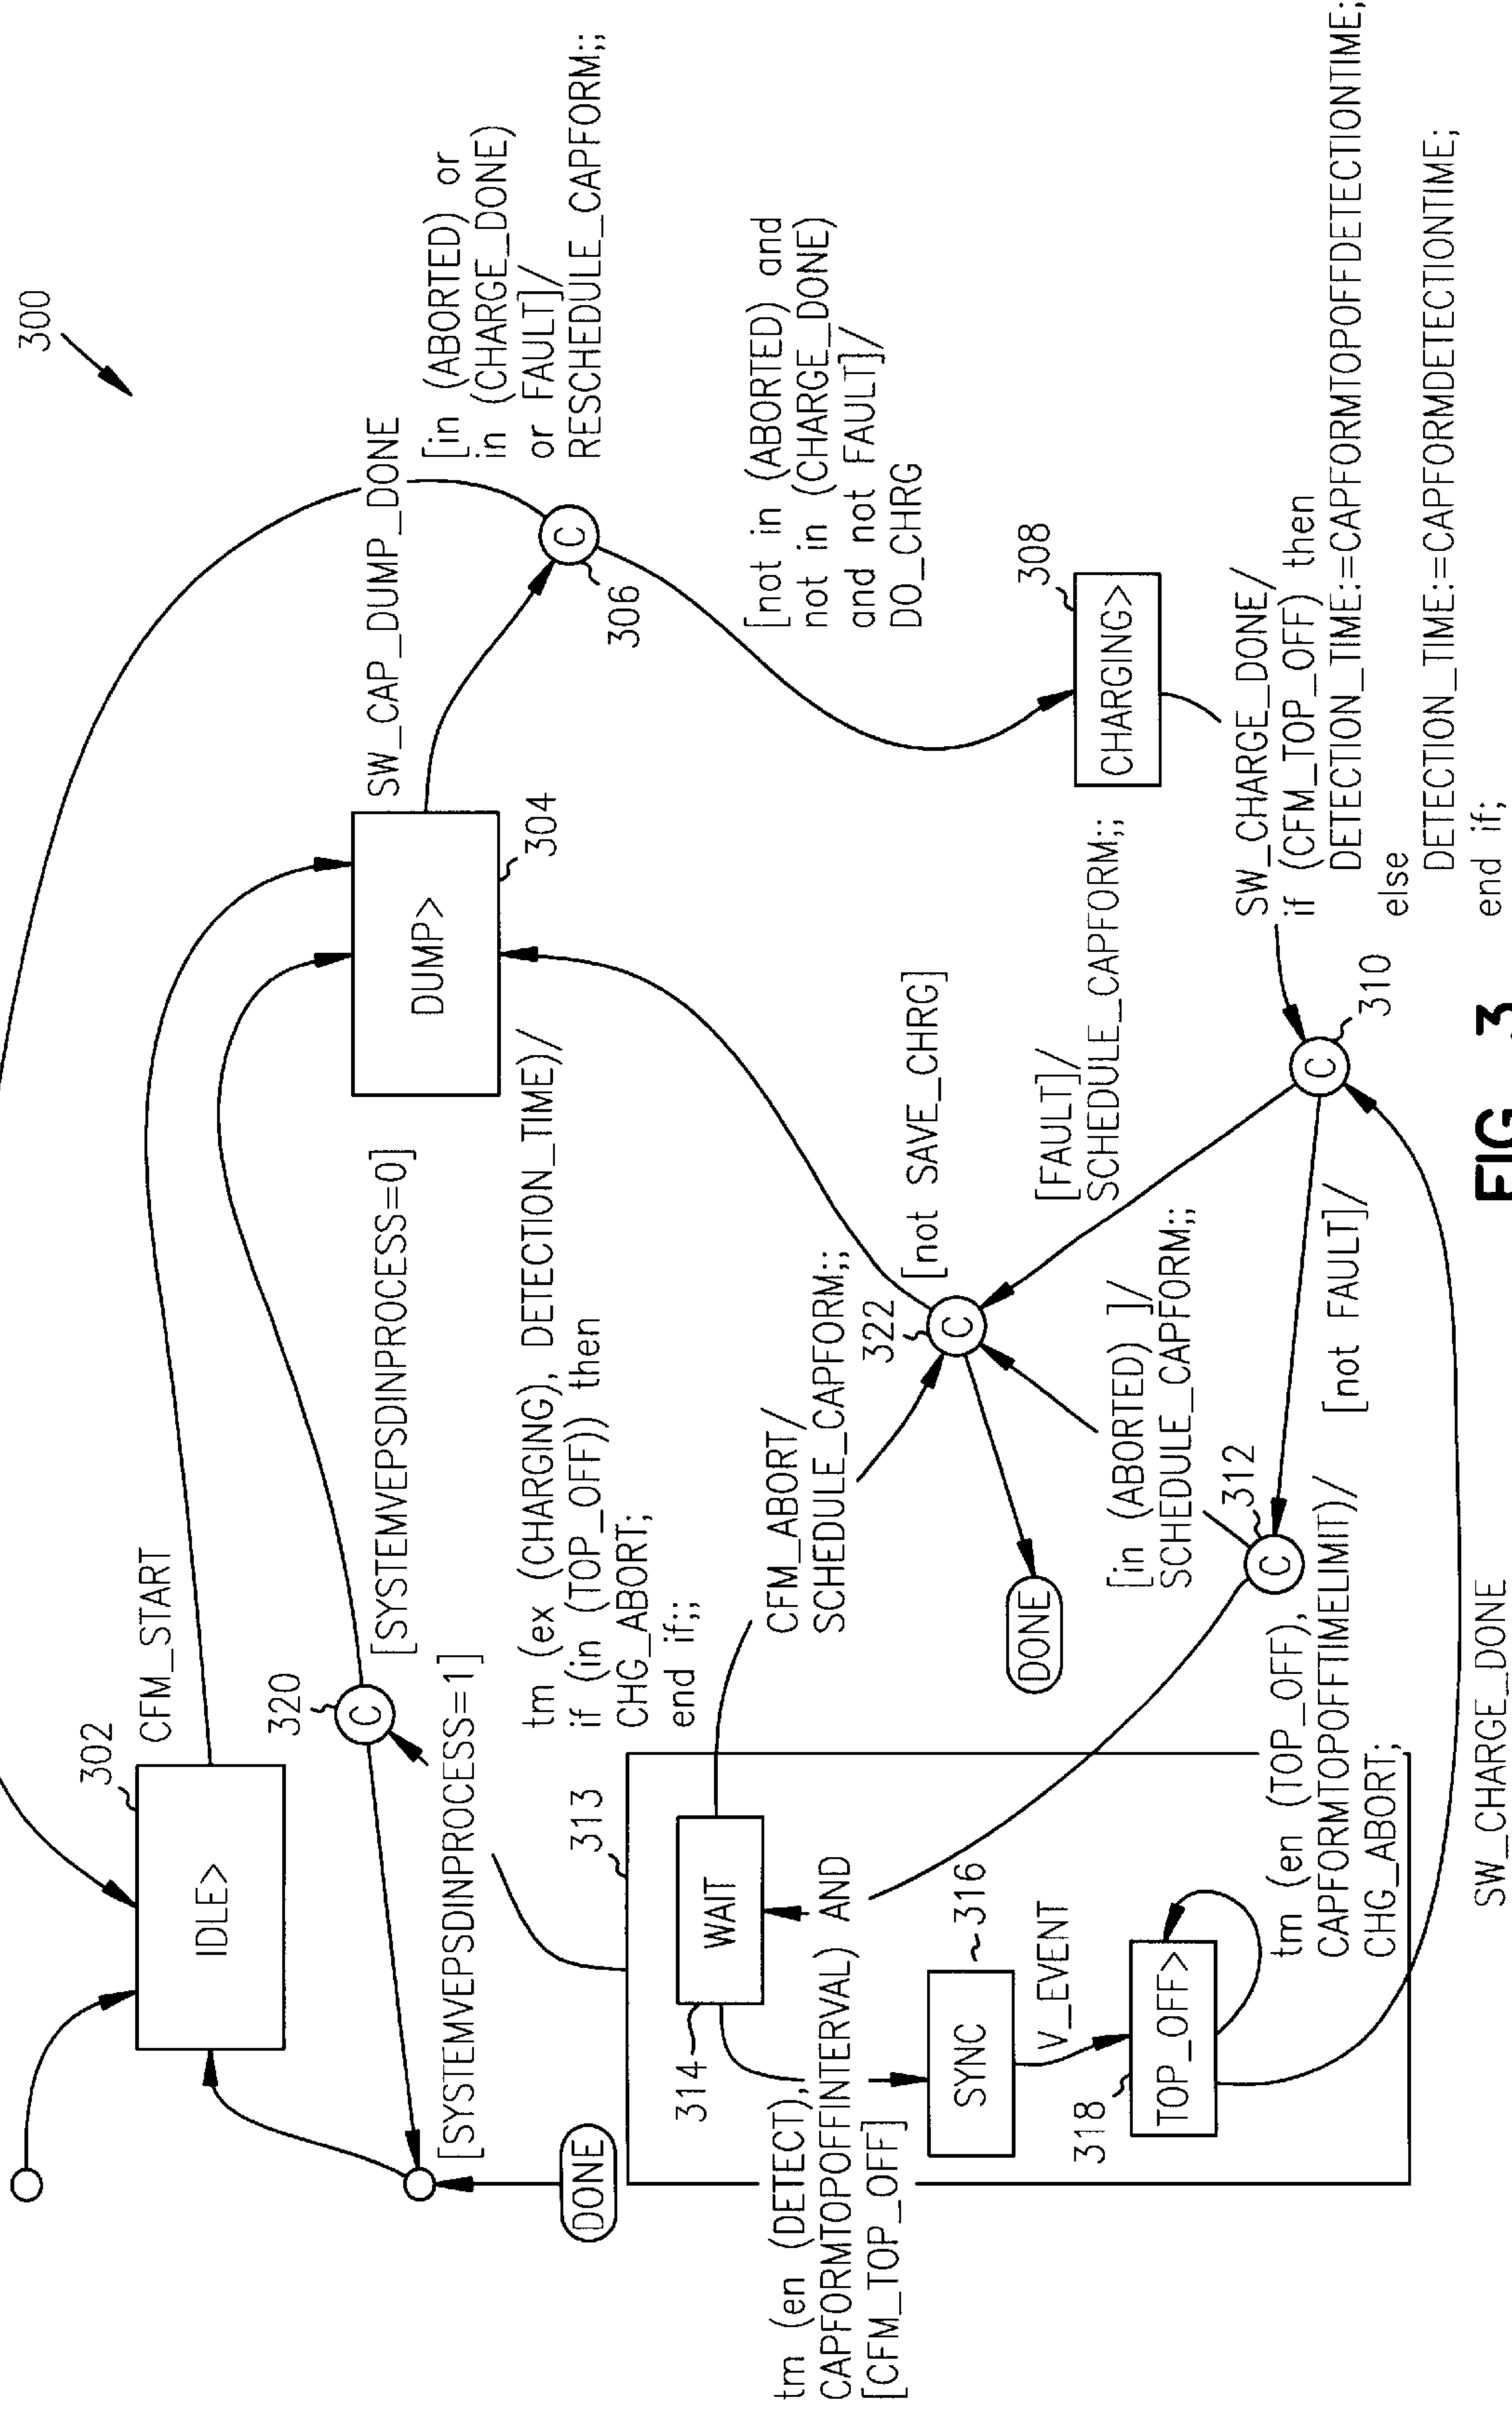 300
302
IDLE>
CFM_START
320
C
[SYSTEMVEPSDINPROCESS=0]
[SYSTEMVEPSDINPROCESS=1]
DONE
DUMP>
304
SW_CAP_DUMP_DONE
[in (ABORTED) or
in (CHARGE_DONE)
or FAULT]/
RESCHEDULE_CAPFORM;;
C
306
[not in (ABORTED) and
not in (CHARGE_DONE)
and not FAULT]/
DO_CHRG
308
CHARGING>
SW_CHARGE_DONE/
if (CFM_TOP_OFF) then
DETECTION_TIME:=CAPFORMTOPOFFDETECTIONTIME;
else
DETECTION_TIME:=CAPFORMDETECTIONTIME;
end if;
C
310
[FAULT]/
SCHEDULE_CAPFORM;;
[not FAULT]/
[not SAVE_CHRG]
322
C
DONE
CFM_ABORT/
SCHEDULE_CAPFORM;;
[in (ABORTED) ]/
SCHEDULE_CAPFORM;;
312
C
tm (ex (CHARGING), DETECTION_TIME)/
if (in (TOP_OFF)) then
CHG_ABORT;
end if;;
313
WAIT
314
tm (en (DETECT),
CAPFORMTOPOFFINTERVAL) AND
[CFM_TOP_OFF]
SYNC
316
V_EVENT
318
TOP_OFF>
tm (en (TOP_OFF),
CAPFORMTOPOFFTIMELIMIT)/
CHG_ABORT;
SW_CHARGE_DONE
FIG. 3